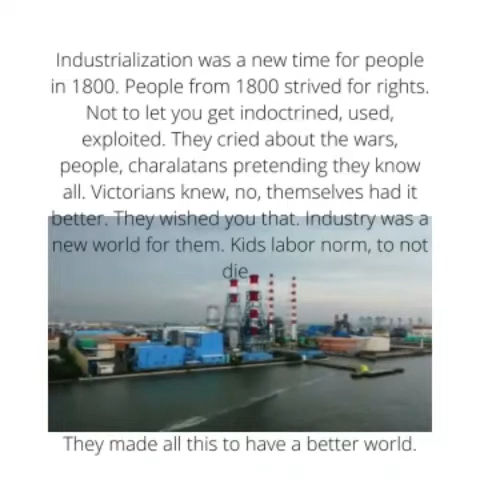 Industrialization was a new time for people
in 1800. People from 1800 strived for rights.
Not to let you get indoctrined, used,
exploited. They cried about the wars,
people, charalatans pretending they know
all. Victorians knew, no, themselves had it
better. They wished you that. Industry was a
new world for them. Kids labor norm, to not
die.
They made all this to have a better world.